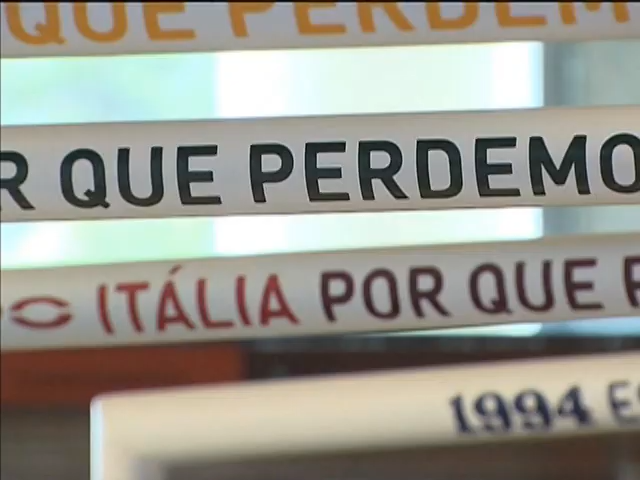 QUE PERDEM
R QUE PERDEMO
ITÁLIA POR QUE P
1994 E